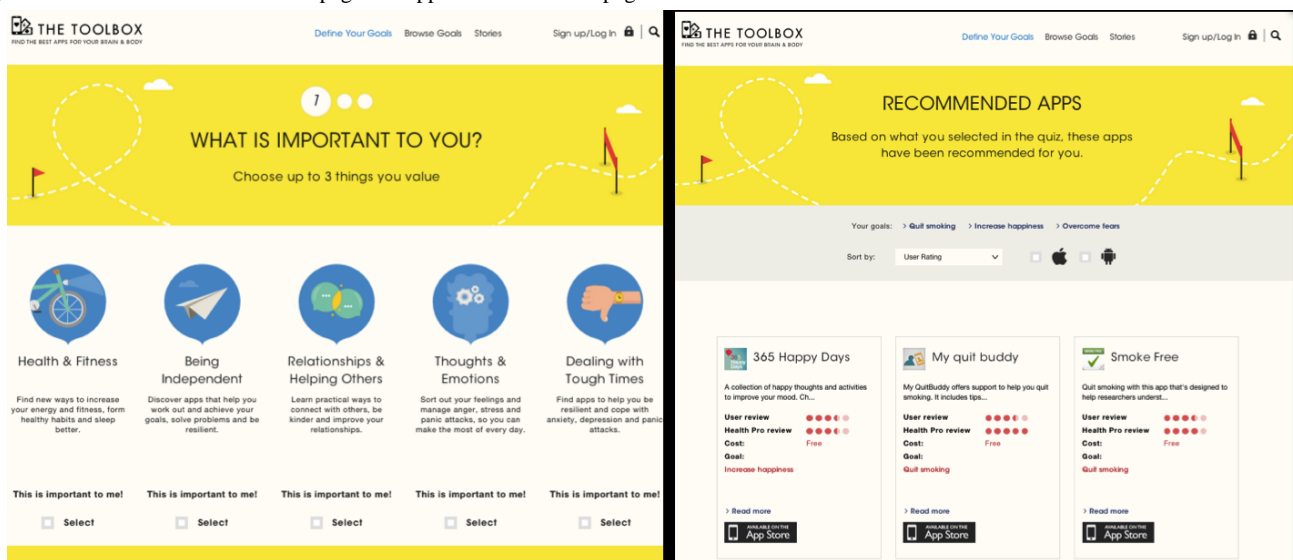 THE TOOLBOX
FIND THE BEST APPS FOR YOUR BRAIN & BODY
Define Your Goals Browse Goals Stories Sign up/Log In
1
WHAT IS IMPORTANT TO YOU?
Choose up to 3 things you value
Health & Fitness
Find new ways to increase
your energy and fitness, form
healthy habits and sleep
better.
This is important to me!
Select
Being
Independent
Discover apps that help you
work out and achieve your
goals, solve problems and be
resilient.
This is important to me!
Select
Relationships &
Helping Others
Learn practical ways to
connect with others, be
kinder and improve your
relationships.
This is important to me!
Select
Thoughts &
Emotions
Sort out your feelings and
manage anger, stress and
panic attacks, so you can
make the most of every day.
This is important to me!
Select
Dealing with
Tough Times
Find apps to help you be
resilient and cope with
anxiety, depression and panic
attacks.
This is important to me!
Select
THE TOOLBOX
FIND THE BEST APPS FOR YOUR BRAIN & BODY
Define Your Goals Browse Goals Stories Sign up/Log In
RECOMMENDED APPS
Based on what you selected in the quiz, these apps
have been recommended for you.
Your goals: > Quit smoking > Increase happiness > Overcome fears
Sort by: User Rating
365 Happy Days
A collection of happy thoughts and activities
to improve your mood. Ch...
User review
Health Pro review
Cost: Free
Goal:
Increase happiness
> Read more
AVAILABLE ON THE
App Store
My quit buddy
My QuitBuddy offers support to help you quit
smoking. It includes tips...
User review
Health Pro review
Cost: Free
Goal:
Quit smoking
> Read more
AVAILABLE ON THE
App Store
Smoke Free
Quit smoking with this app that's designed to
help researchers underst...
User review
Health Pro review
Cost: Free
Goal:
Quit smoking
> Read more
AVAILABLE ON THE
App Store